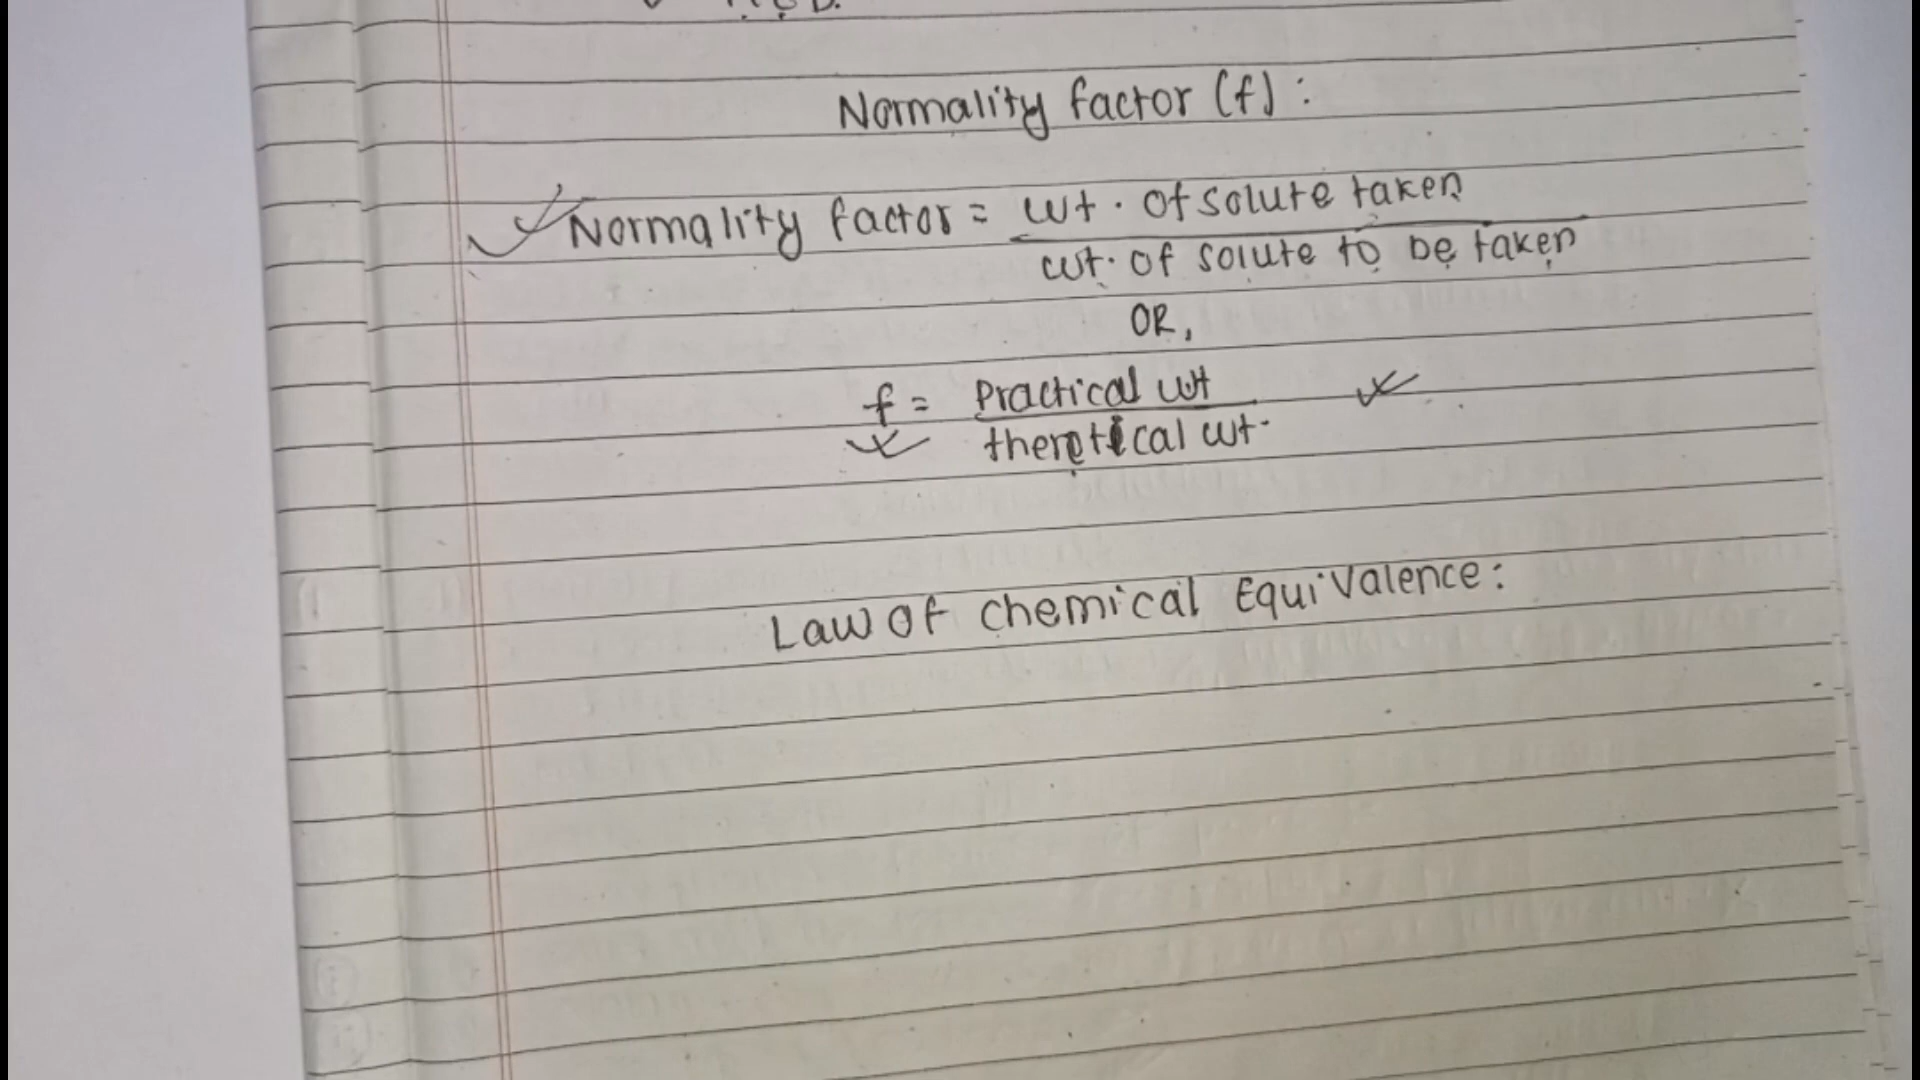 Normality factor (f) :
Normality factor = wt. of solute taken
wt. of solute to be taken
OR,
f = Practical wt
theretical wt.
Law of chemical Equivalence :